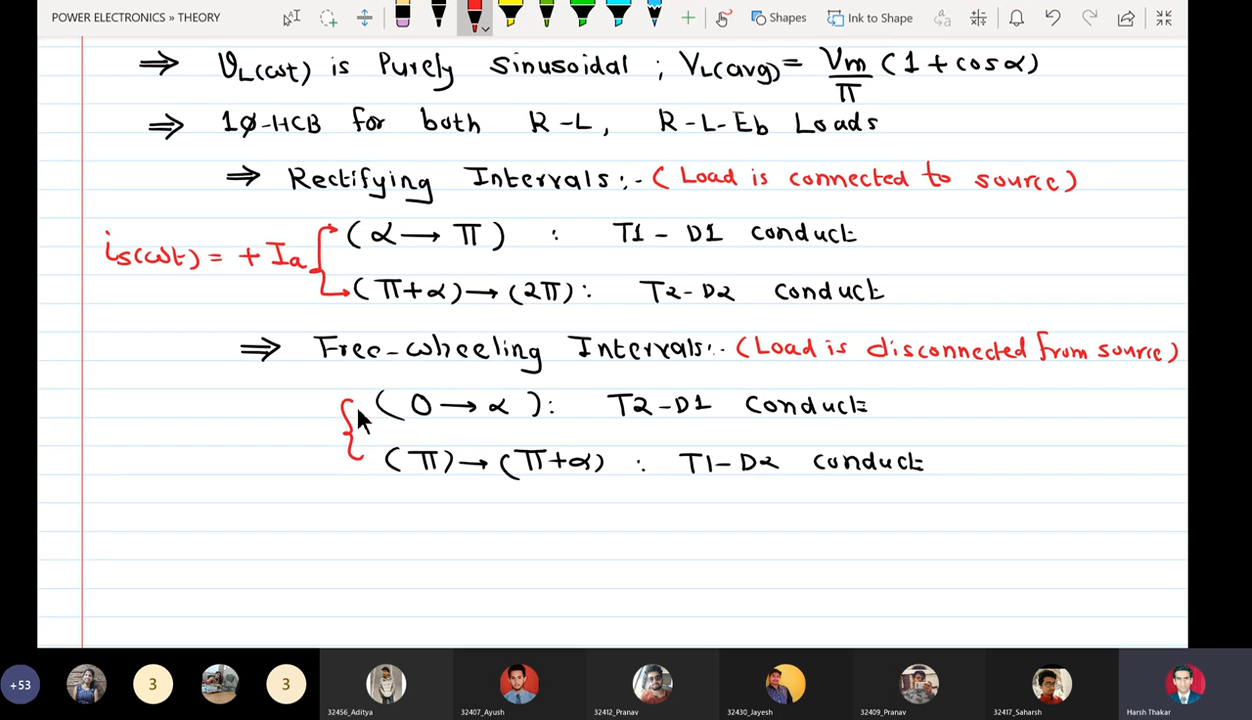 POWER ELECTRONICS » THEORY
Shapes
Ink to Shape
⇒ VL(ωt) is Purely Sinusoidal ; VL(avg) = Vm/π (1+cosα)
⇒ 1ø-HCB for both R-L, R-L-Eb Loads
⇒ Rectifying Intervals:- (Load is connected to source)
is(ωt) = + Ia
(α → π) : T1 - D1 conduct
(π+α) → (2π) : T2-D2 conduct
⇒ Free-wheeling Intervals:- (Load is disconnected from source)
(0 → α) : T2-D1 conduct
(π) → (π+α) : T1-D2 conduct
+53
3
3
32456_Aditya
32407_Ayush
32412_Pranav
32430_Jayesh
32409_Pranav
32417_Saharsh
Harsh Thakar